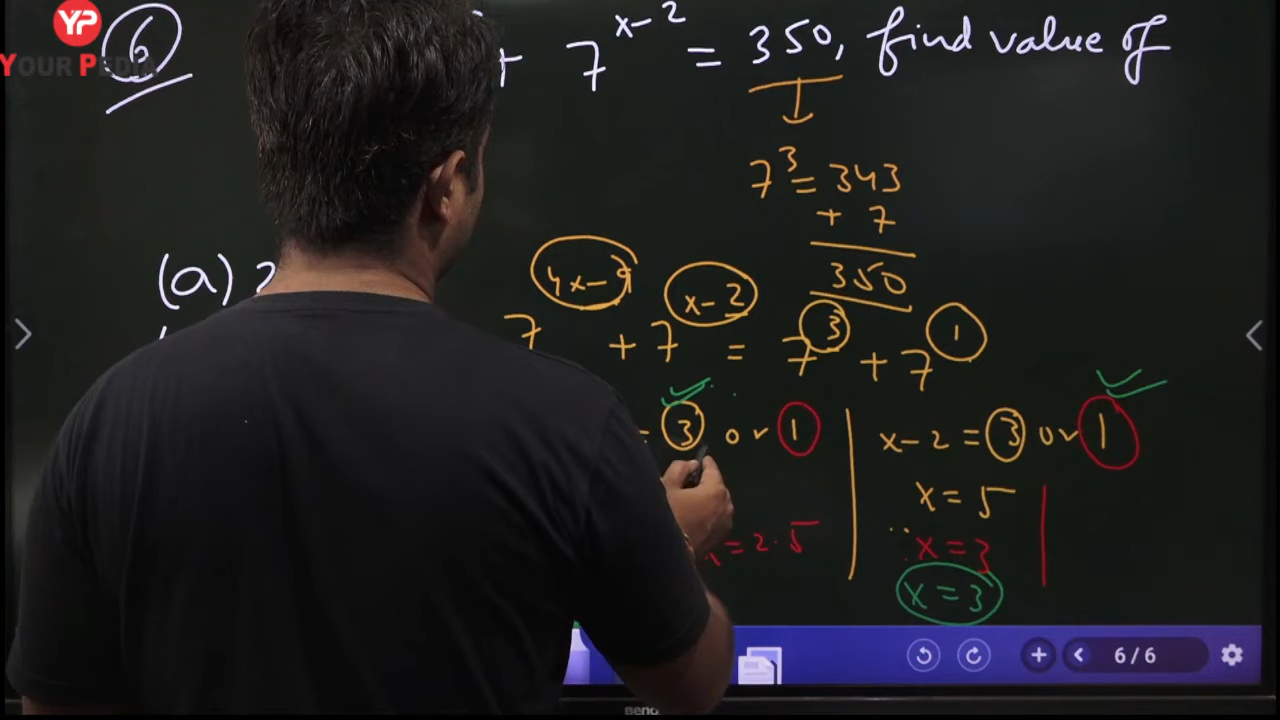 YP
YOUR PEDIA
6
+ 7^{x-2} = 350, find value of
7^3 = 343
+ 7
350
(a) 2
7^{4x-9} + 7^{x-2} = 7^3 + 7^1
= 3 or 1
x-2 = 3 or 1
x = 5
x = 2.5
x = 3
x = 3
6 / 6
BenQ